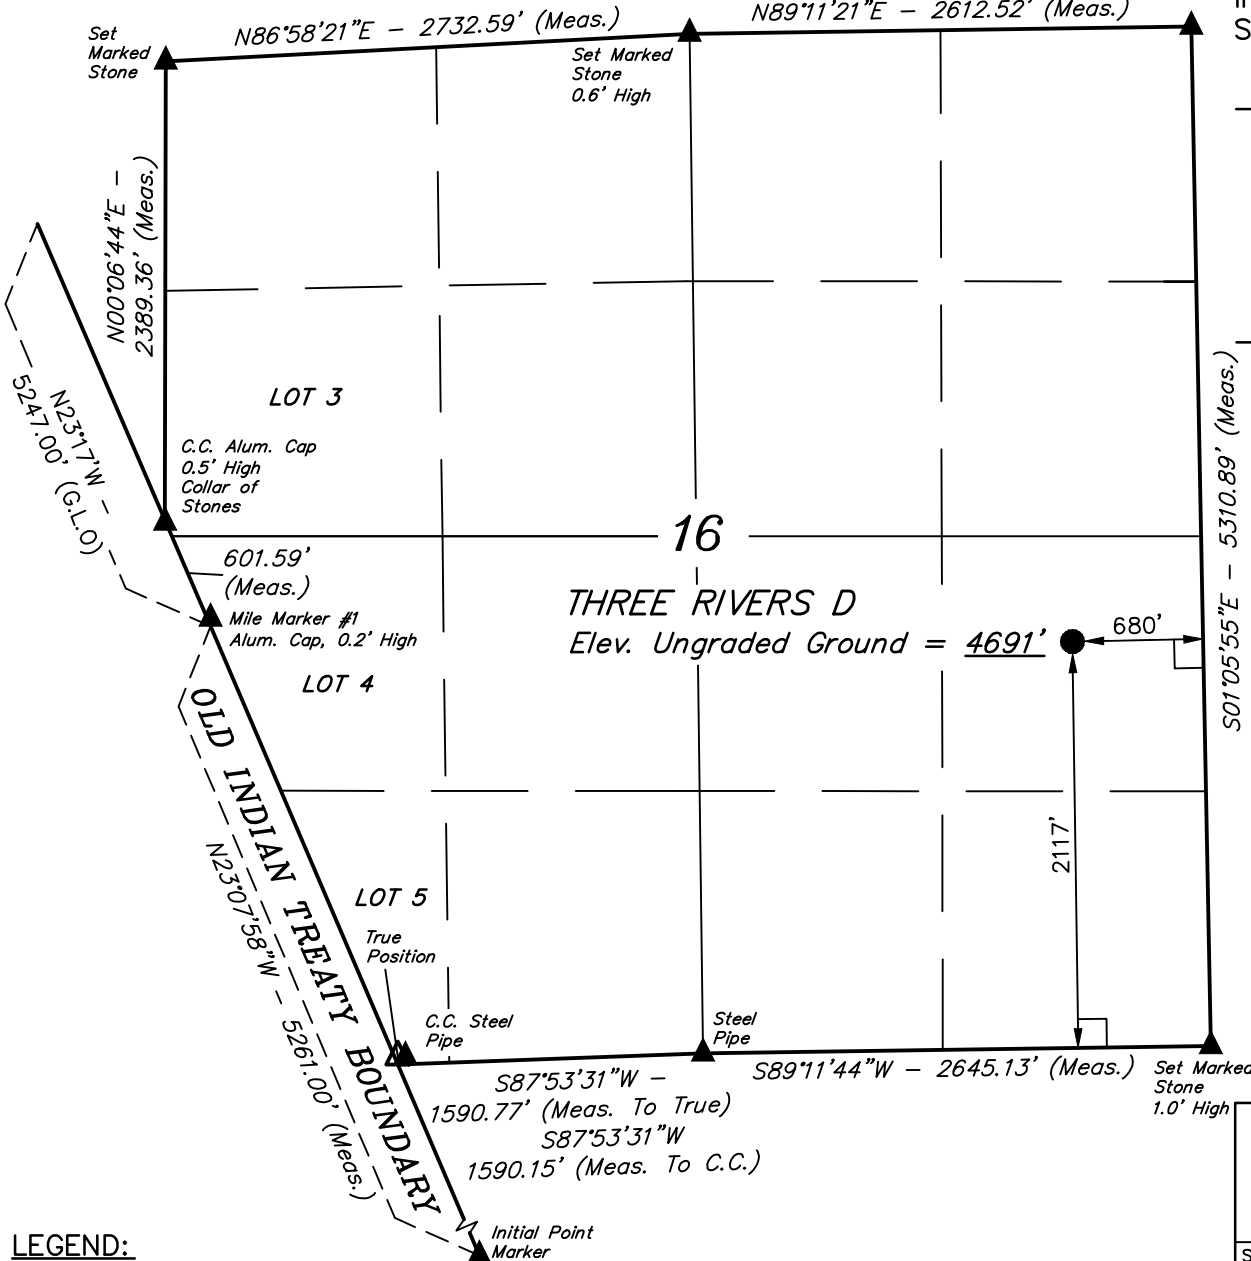 N86°58'21"E - 2732.59' (Meas.)
N89°11'21"E - 2612.52' (Meas.)
Set
Marked
Stone
Set Marked
Stone
0.6' High
N00°06'44"E -
2389.36' (Meas.)
LOT 3
N23°17'W -
5247.00' (G.L.O)
C.C. Alum. Cap
0.5' High
Collar of
Stones
16
601.59'
(Meas.)
THREE RIVERS D
Elev. Ungraded Ground = 4691'
680'
S01°05'55"E - 5310.89' (Meas.)
Mile Marker #1
Alum. Cap, 0.2' High
LOT 4
OLD INDIAN TREATY BOUNDARY
N23°07'58"W - 5261.00' (Meas.)
2117'
LOT 5
True
Position
C.C. Steel
Pipe
Steel
Pipe
S87°53'31"W -
1590.77' (Meas. To True)
S87°53'31"W
1590.15' (Meas. To C.C.)
S89°11'44"W - 2645.13' (Meas.)
Set Marked
Stone
1.0' High
Initial Point
Marker
LEGEND: